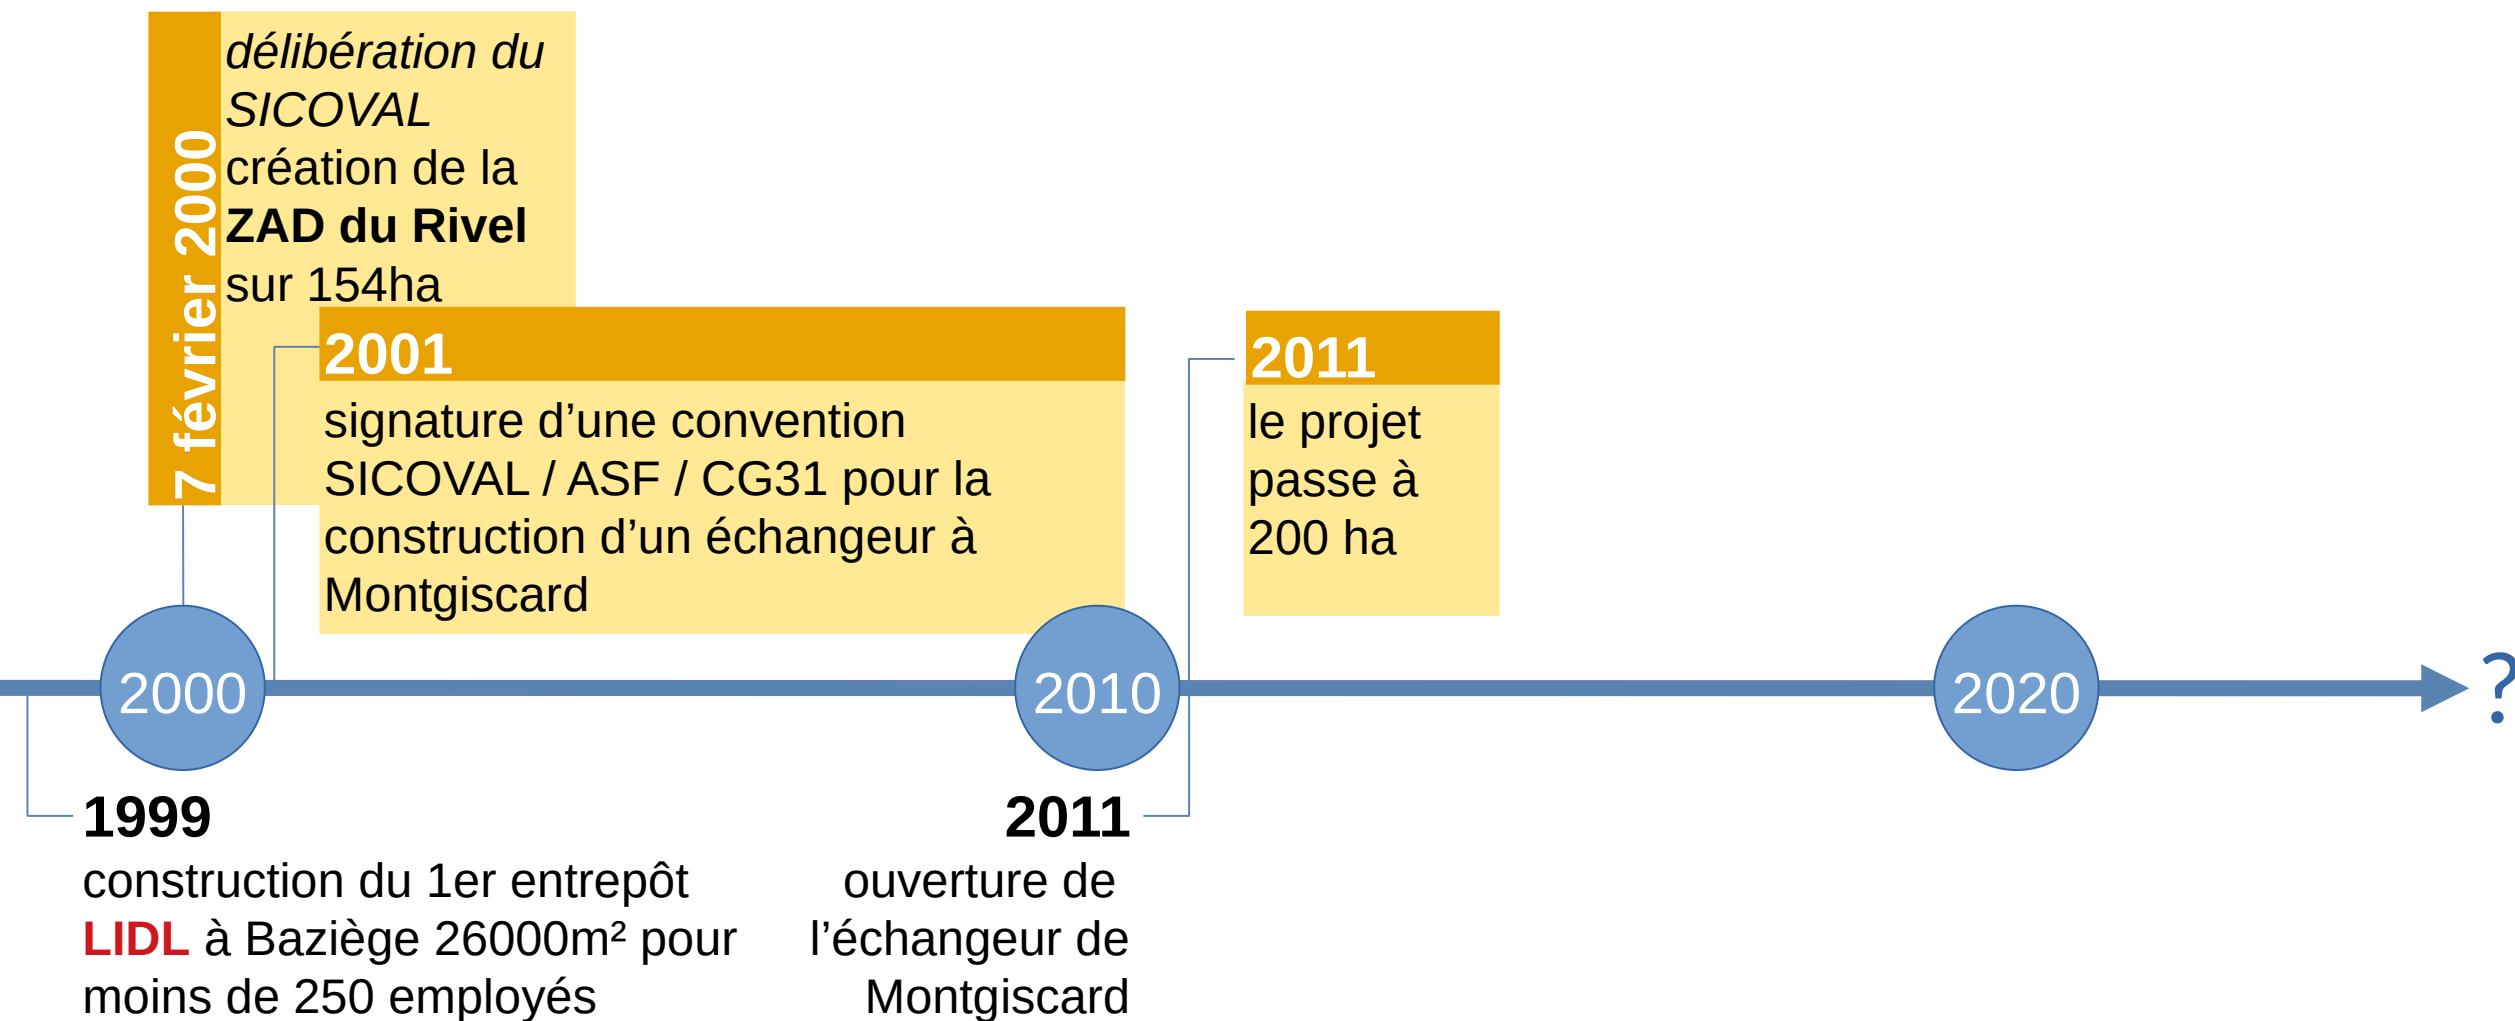 7 février 2000
délibération du
SICOVAL
création de la
ZAD du Rivel
sur 154ha
2001
signature d’une convention
SICOVAL / ASF / CG31 pour la
construction d’un échangeur à
Montgiscard
2011
le projet
passe à
200 ha
2000
2010
2020
?
1999
construction du 1er entrepôt
LIDL à Baziège 26000m² pour
moins de 250 employés
2011
ouverture de
l’échangeur de
Montgiscard